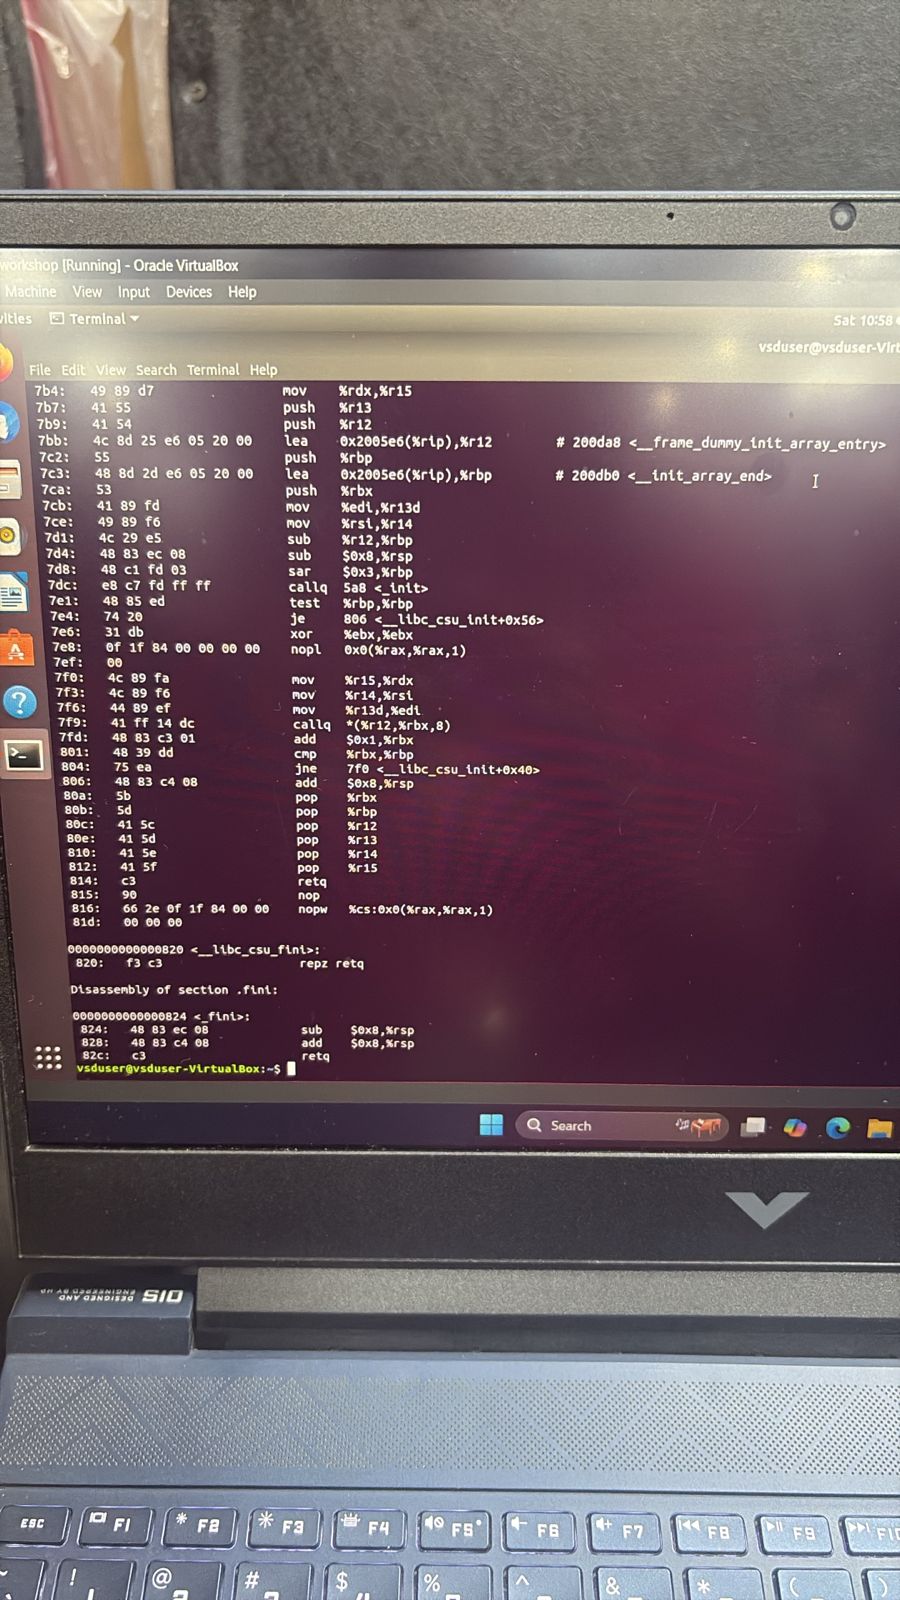 workshop [Running] - Oracle VirtualBox
Machine View Input Devices Help
vities Terminal Sat 10:58
vsduser@vsduser-Virt
File Edit View Search Terminal Help
7b4: 49 89 d7 mov %rdx,%r15
7b7: 41 55 push %r13
7b9: 41 54 push %r12
7bb: 4c 8d 25 e6 05 20 00 lea 0x2005e6(%rip),%r12 # 200da8 <__frame_dummy_init_array_entry>
7c2: 55 push %rbp
7c3: 48 8d 2d e6 05 20 00 lea 0x2005e6(%rip),%rbp # 200db0 <__init_array_end>
7ca: 53 push %rbx
7cb: 41 89 fd mov %edi,%r13d
7ce: 49 89 f6 mov %rsi,%r14
7d1: 4c 29 e5 sub %r12,%rbp
7d4: 48 83 ec 08 sub $0x8,%rsp
7d8: 48 c1 fd 03 sar $0x3,%rbp
7dc: e8 c7 fd ff ff callq 5a8 <_init>
7e1: 48 85 ed test %rbp,%rbp
7e4: 74 20 je 806 <__libc_csu_init+0x56>
7e6: 31 db xor %ebx,%ebx
7e8: 0f 1f 84 00 00 00 00 nopl 0x0(%rax,%rax,1)
7ef: 00
7f0: 4c 89 fa mov %r15,%rdx
7f3: 4c 89 f6 mov %r14,%rsi
7f6: 44 89 ef mov %r13d,%edi
7f9: 41 ff 14 dc callq *(%r12,%rbx,8)
7fd: 48 83 c3 01 add $0x1,%rbx
801: 48 39 dd cmp %rbx,%rbp
804: 75 ea jne 7f0 <__libc_csu_init+0x40>
806: 48 83 c4 08 add $0x8,%rsp
80a: 5b pop %rbx
80b: 5d pop %rbp
80c: 41 5c pop %r12
80e: 41 5d pop %r13
810: 41 5e pop %r14
812: 41 5f pop %r15
814: c3 retq
815: 90 nop
816: 66 2e 0f 1f 84 00 00 nopw %cs:0x0(%rax,%rax,1)
81d: 00 00 00
0000000000000820 <__libc_csu_fini>:
820: f3 c3 repz retq
Disassembly of section .fini:
0000000000000824 <_fini>:
824: 48 83 ec 08 sub $0x8,%rsp
828: 48 83 c4 08 add $0x8,%rsp
82c: c3 retq
vsduser@vsduser-VirtualBox:~$
Search
DESIGNED AND
ENGINEERED BY HP
ESC F1 F2 F3 F4 F5 F6 F7 F8 F9 F10
! @ # $ % ^ & * ( )